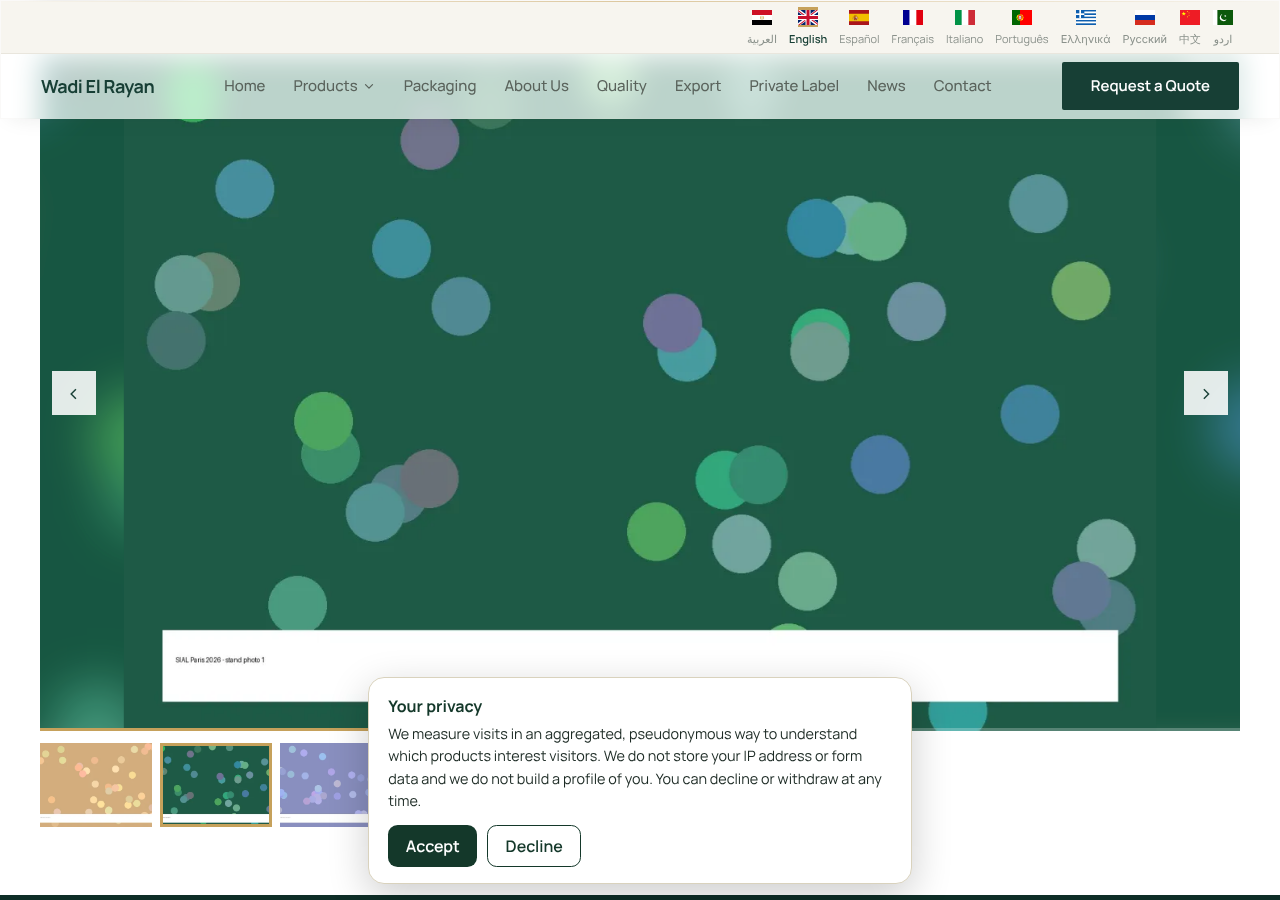 العربية English Español Français Italiano Português Ελληνικά Русский 中文 اردو
Wadi El Rayan Home Products Packaging About Us Quality Export Private Label News Contact Request a Quote
SIAL Paris 2026 - stand photo 1
Your privacy
We measure visits in an aggregated, pseudonymous way to understand
which products interest visitors. We do not store your IP address or form
data and we do not build a profile of you. You can decline or withdraw at any
time.
Accept Decline